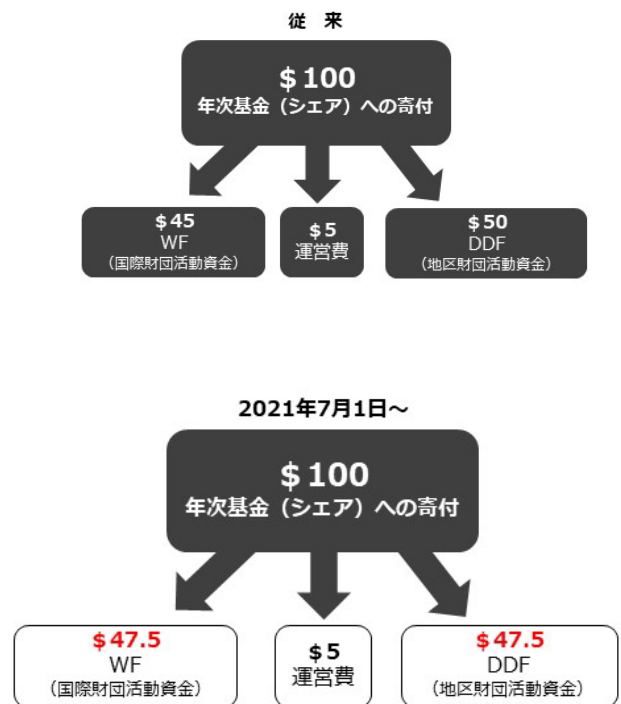 従　来
＄100
年次基金（シェア）への寄付
＄45
WF
（国際財団活動資金）
＄5
運営費
＄50
DDF
（地区財団活動資金）
2021年7月1日～
＄100
年次基金（シェア）への寄付
＄47.5
WF
（国際財団活動資金）
＄5
運営費
＄47.5
DDF
（地区財団活動資金）